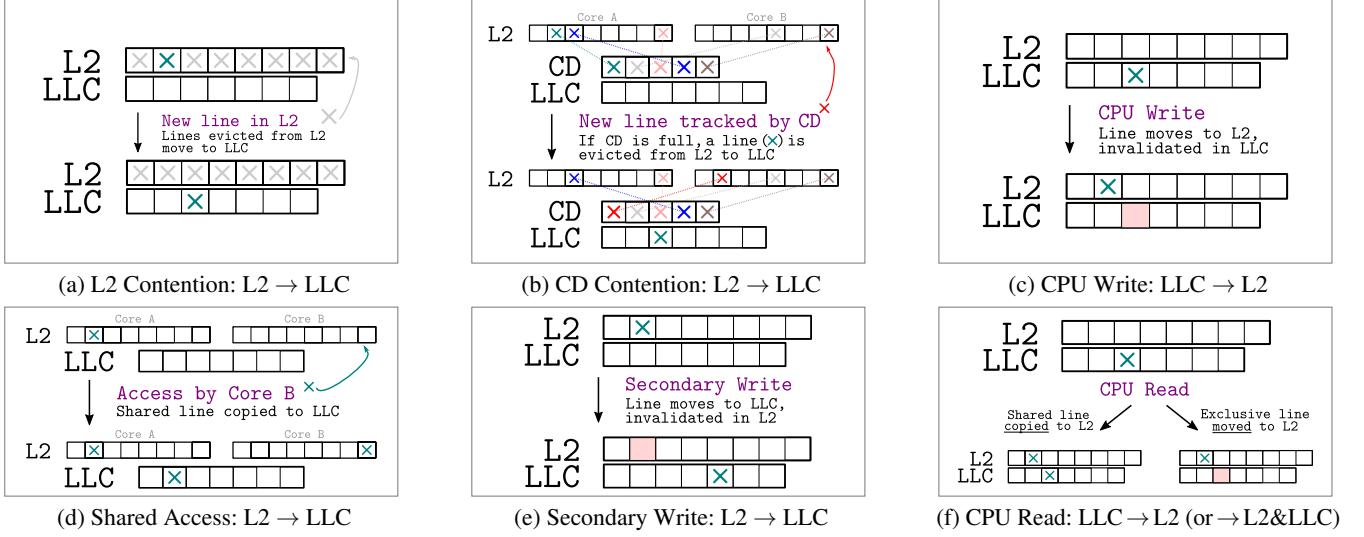 L2
LLC
New line in L2
Lines evicted from L2
move to LLC
L2
LLC
(a) L2 Contention: L2 → LLC
Core A
Core B
L2
CD
LLC
New line tracked by CD
If CD is full, a line (×) is
evicted from L2 to LLC
L2
CD
LLC
(b) CD Contention: L2 → LLC
L2
LLC
CPU Write
Line moves to L2,
invalidated in LLC
L2
LLC
(c) CPU Write: LLC → L2
Core A
Core B
L2
LLC
Access by Core B
Shared line copied to LLC
Core A
Core B
L2
LLC
(d) Shared Access: L2 → LLC
L2
LLC
Secondary Write
Line moves to LLC,
invalidated in L2
L2
LLC
(e) Secondary Write: L2 → LLC
L2
LLC
CPU Read
Shared line
copied to L2
Exclusive line
moved to L2
L2
LLC
(f) CPU Read: LLC → L2 (or → L2&LLC)